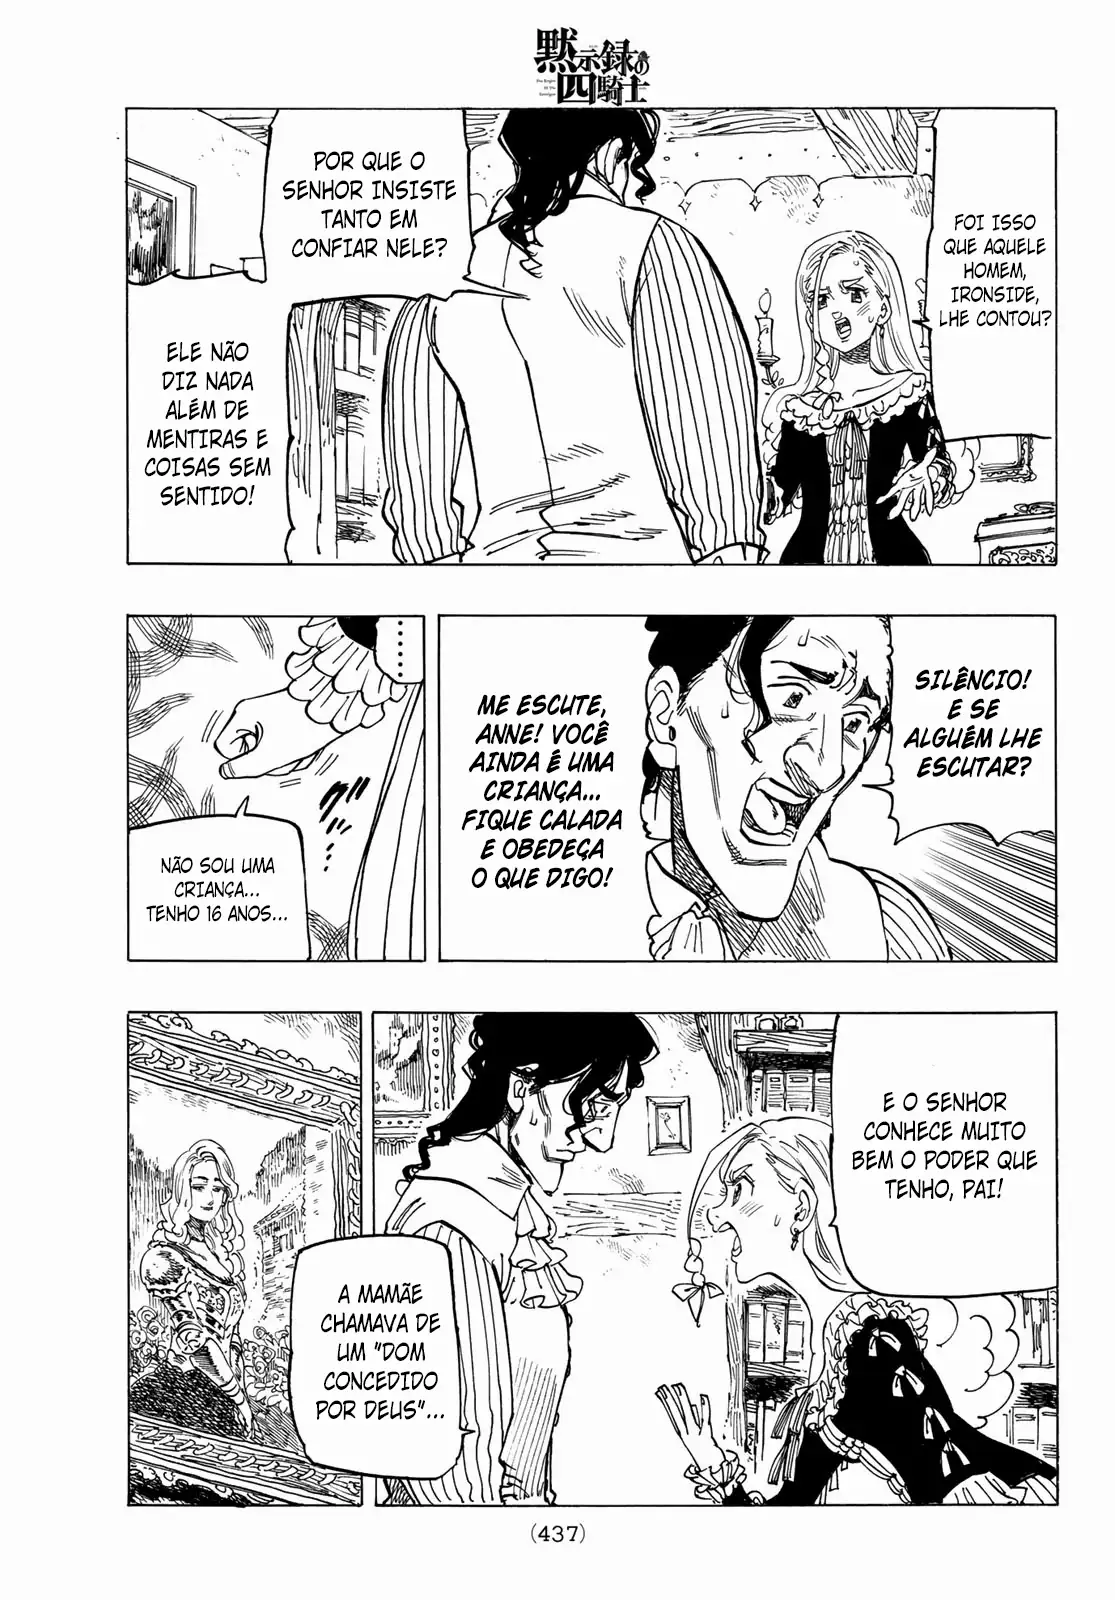 黙示録の
四騎士
FOI ISSO
QUE AQUELE
HOMEM,
IRONSIDE,
LHE CONTOU?
POR QUE O
SENHOR INSISTE
TANTO EM
CONFIAR NELE?
ELE NÃO
DIZ NADA
ALÉM DE
MENTIRAS E
COISAS SEM
SENTIDO!
SILÊNCIO!
E SE
ALGUÉM LHE
ESCUTAR?
ME ESCUTE,
ANNE! VOCÊ
AINDA É UMA
CRIANÇA...
FIQUE CALADA
E OBEDEÇA
O QUE DIGO!
NÃO SOU UMA
CRIANÇA...
TENHO 16 ANOS...
E O SENHOR
CONHECE MUITO
BEM O PODER QUE
TENHO, PAI!
A MAMÃE
CHAMAVA DE
UM "DOM
CONCEDIDO
POR DEUS"...
(437)